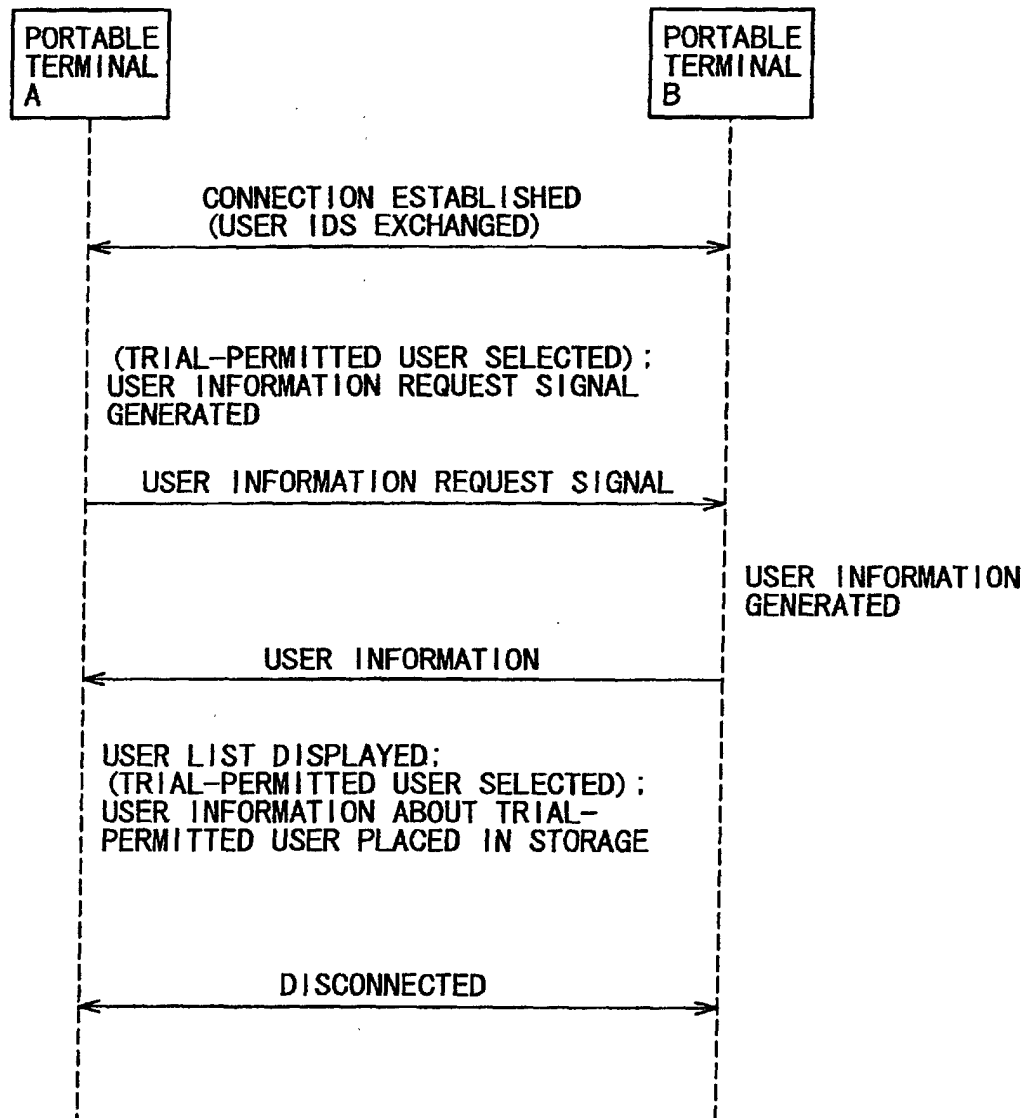 PORTABLE
TERMINAL
A
PORTABLE
TERMINAL
B
CONNECTION ESTABLISHED
(USER IDS EXCHANGED)
(TRIAL-PERMITTED USER SELECTED);
USER INFORMATION REQUEST SIGNAL
GENERATED
USER INFORMATION REQUEST SIGNAL
USER INFORMATION
GENERATED
USER INFORMATION
USER LIST DISPLAYED;
(TRIAL-PERMITTED USER SELECTED);
USER INFORMATION ABOUT TRIAL-
PERMITTED USER PLACED IN STORAGE
DISCONNECTED